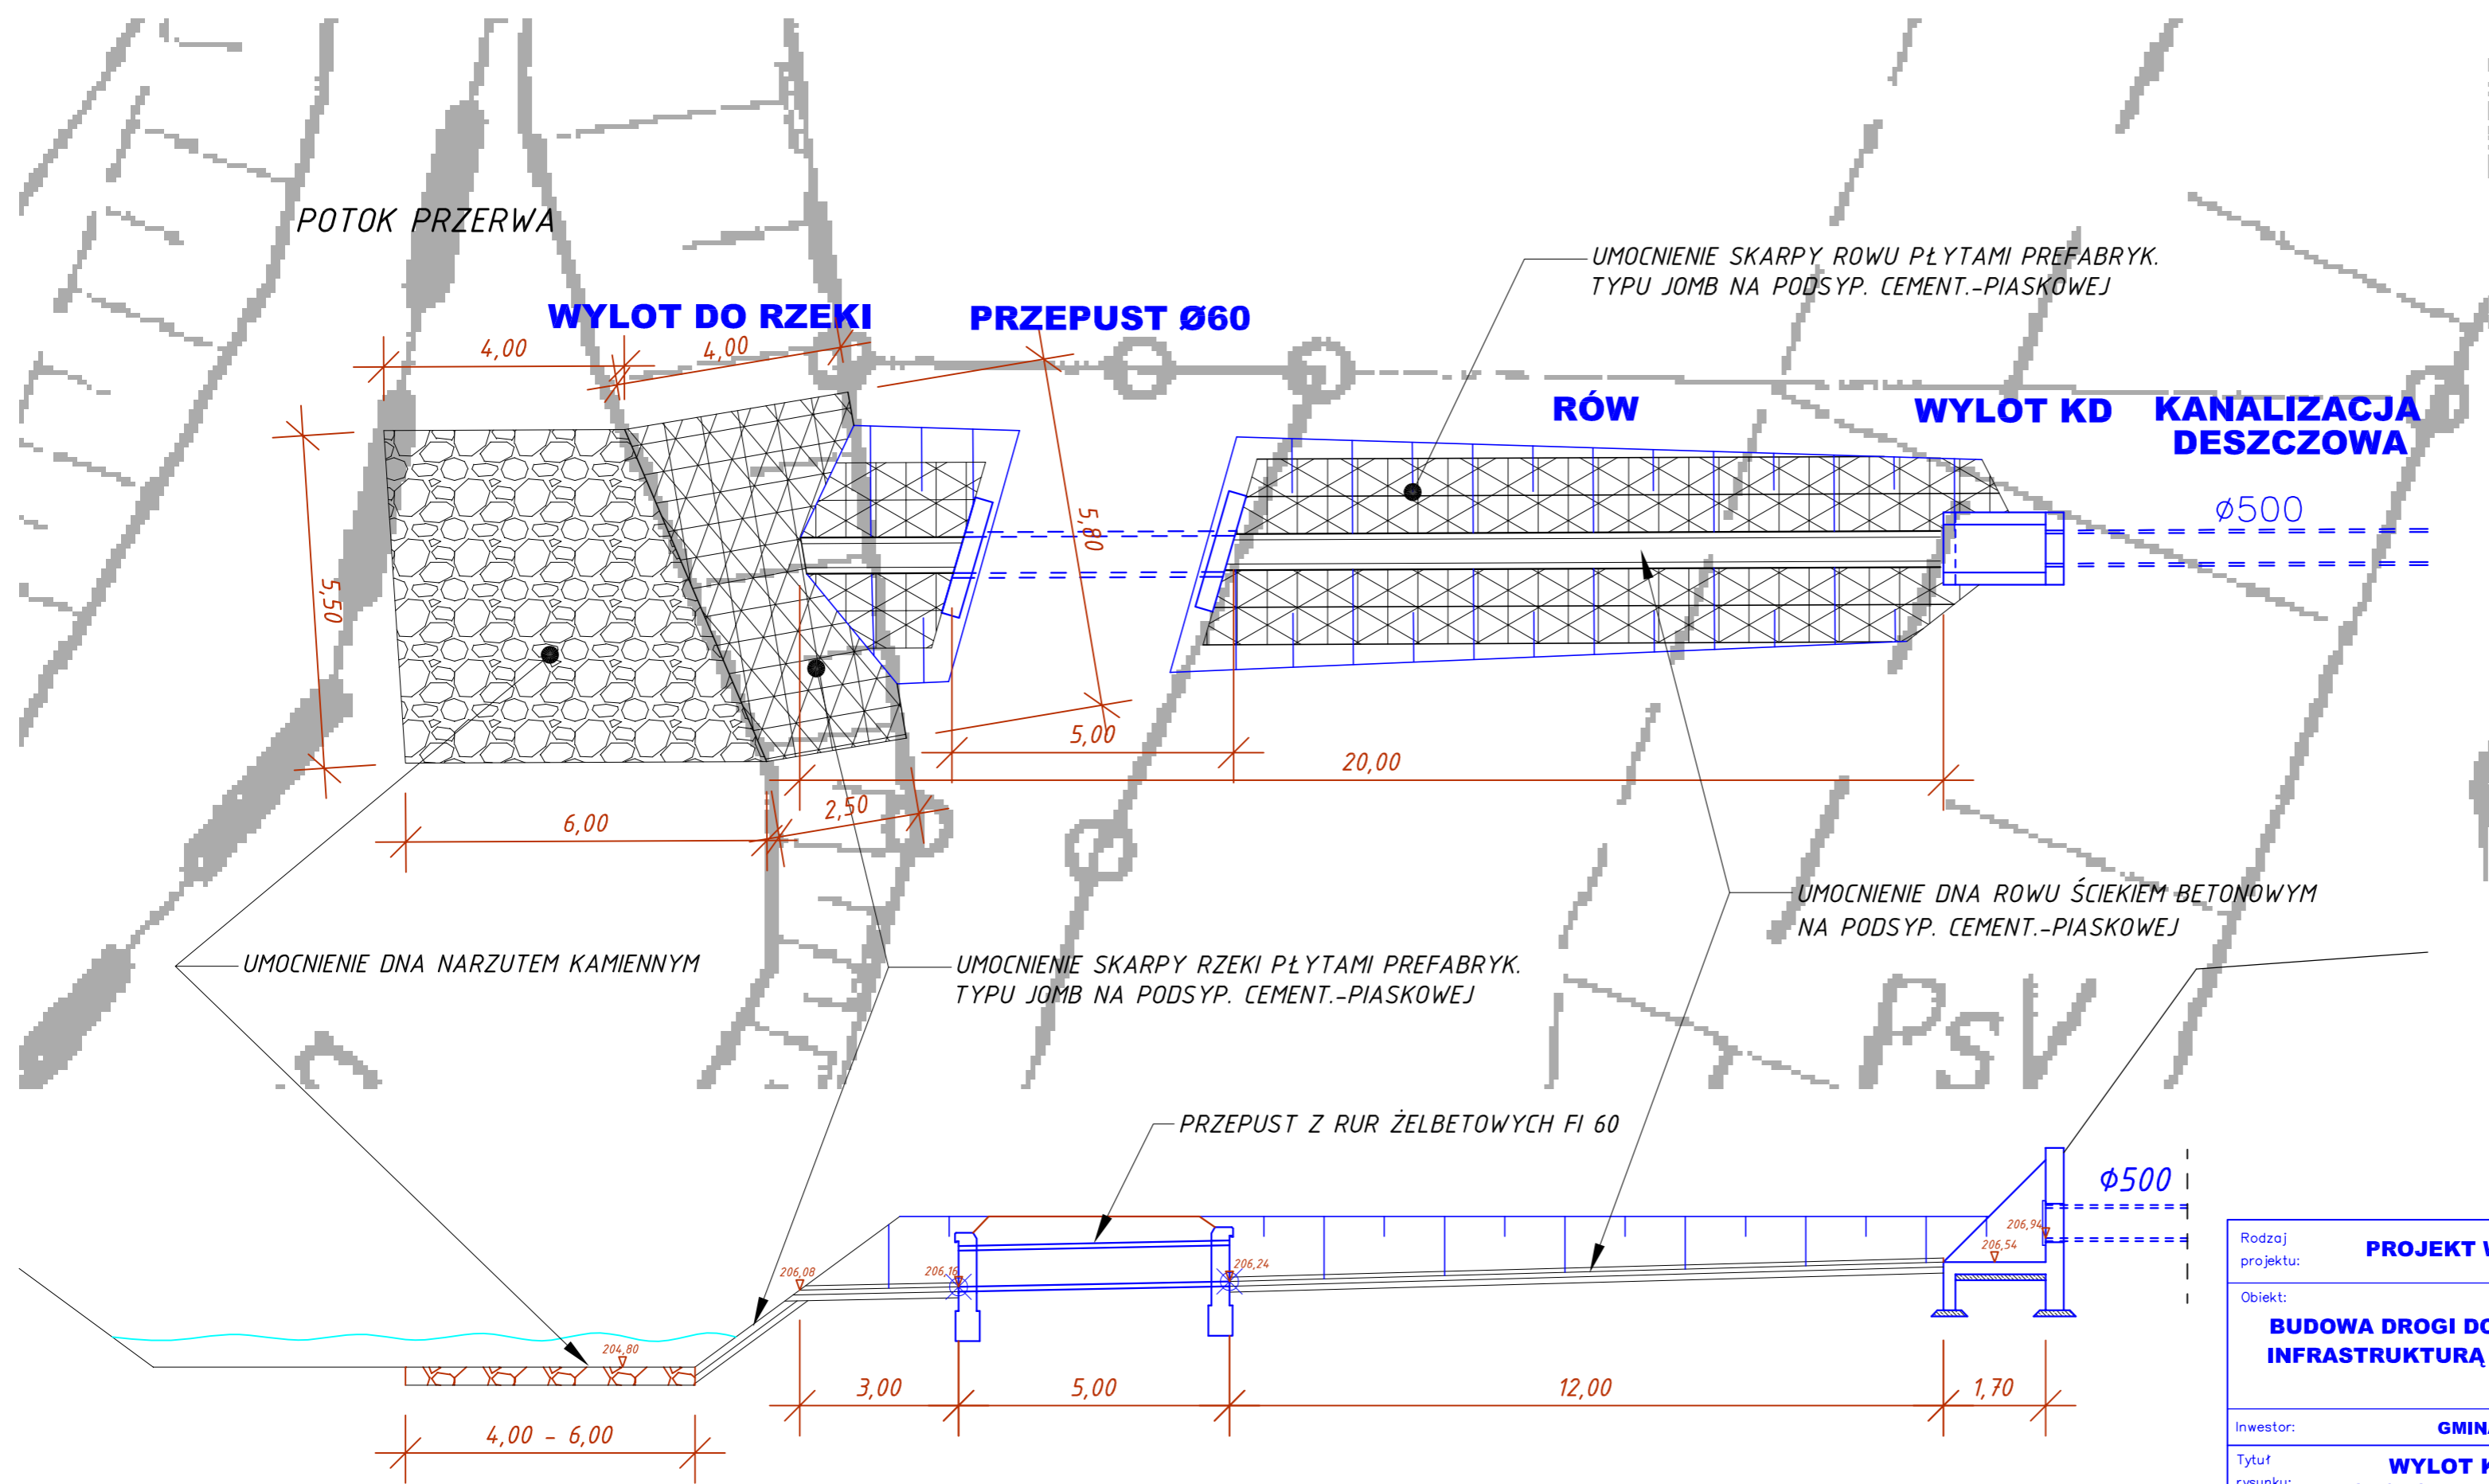 POTOK PRZERWA
UMOCNIENIE SKARPY ROWU PŁYTAMI PREFABRYK.
TYPU JOMB NA PODSYP. CEMENT.-PIASKOWEJ
WYLOT DO RZEKI
PRZEPUST Ø60
4,00
4,00
RÓW
WYLOT KD
KANALIZACJA
DESZCZOWA
Ø500
5,80
5,50
5,00
20,00
2,50
6,00
UMOCNIENIE DNA ROWU ŚCIEKIEM BETONOWYM
NA PODSYP. CEMENT.-PIASKOWEJ
UMOCNIENIE DNA NARZUTEM KAMIENNYM
UMOCNIENIE SKARPY RZEKI PŁYTAMI PREFABRYK.
TYPU JOMB NA PODSYP. CEMENT.-PIASKOWEJ
PsV
PRZEPUST Z RUR ŻELBETOWYCH FI 60
Ø500
206,94
206,54
206,24
206,16
206,08
204,80
3,00
5,00
12,00
1,70
4,00 - 6,00
Rodzaj
projektu:
PROJEKT
Obiekt:
BUDOWA DROGI
INFRASTRUKTURĄ
Inwestor:
Tytuł
rysunku:
WYLOT